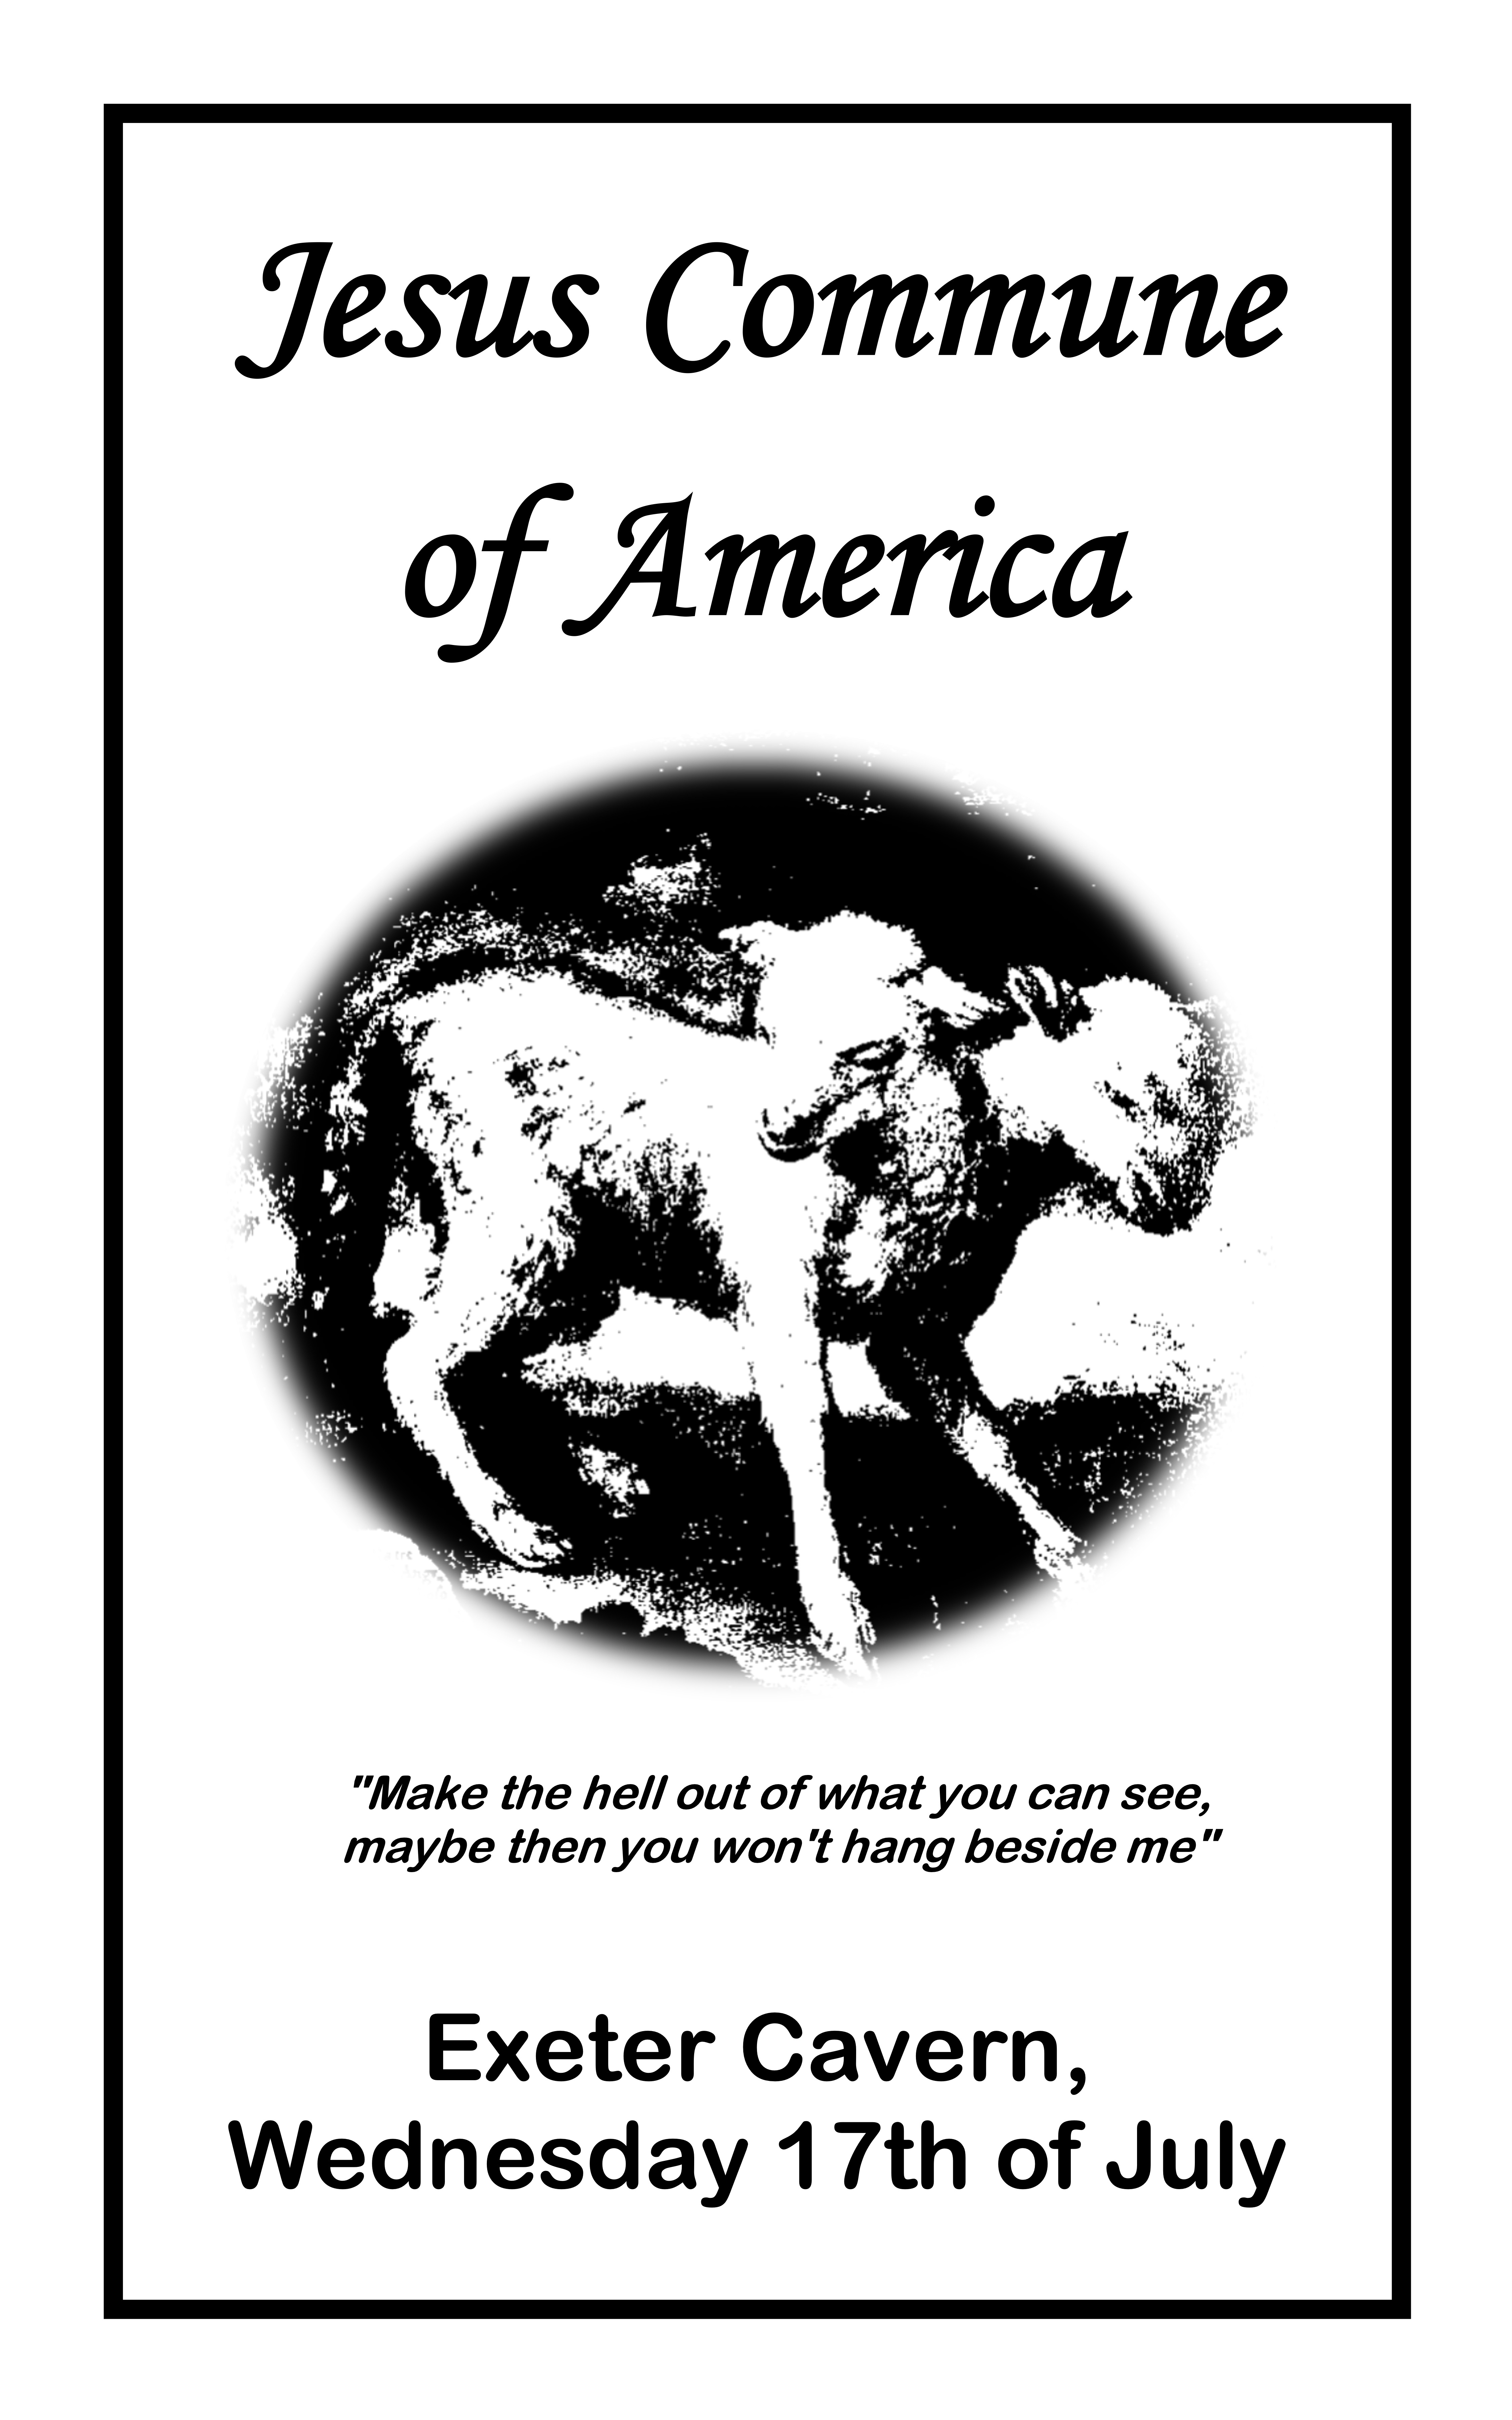 Jesus Commune
of America
"Make the hell out of what you can see,
maybe then you won't hang beside me"
Exeter Cavern,
Wednesday 17th of July